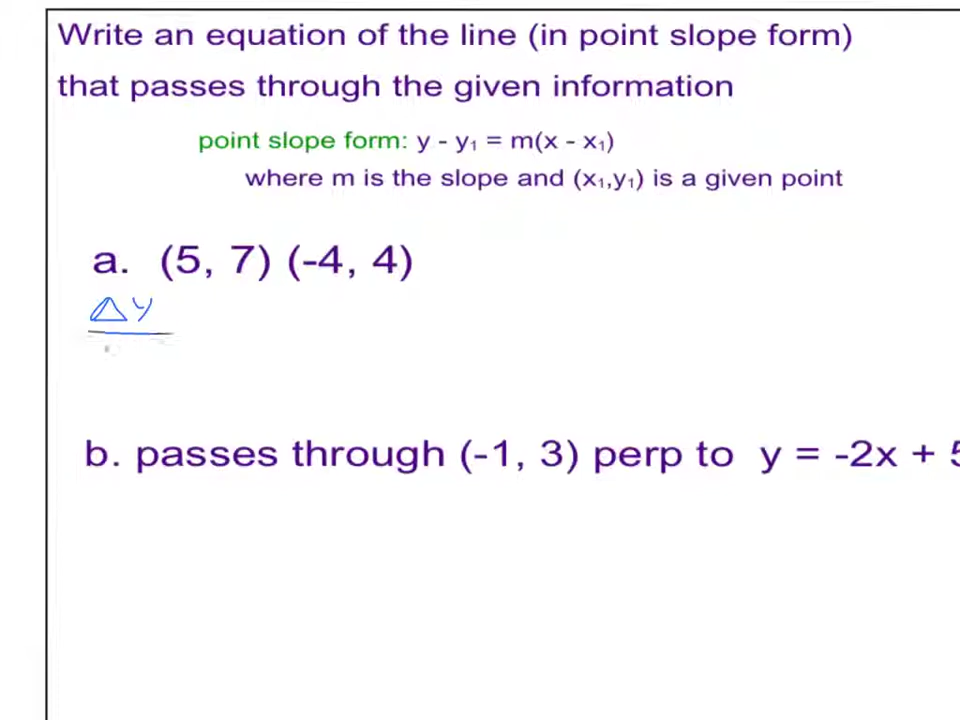 Write an equation of the line (in point slope form)
that passes through the given information
point slope form: y - y₁ = m(x - x₁)
where m is the slope and (x₁,y₁) is a given point
a. (5, 7) (-4, 4)
Δy
b. passes through (-1, 3) perp to y = -2x + 5